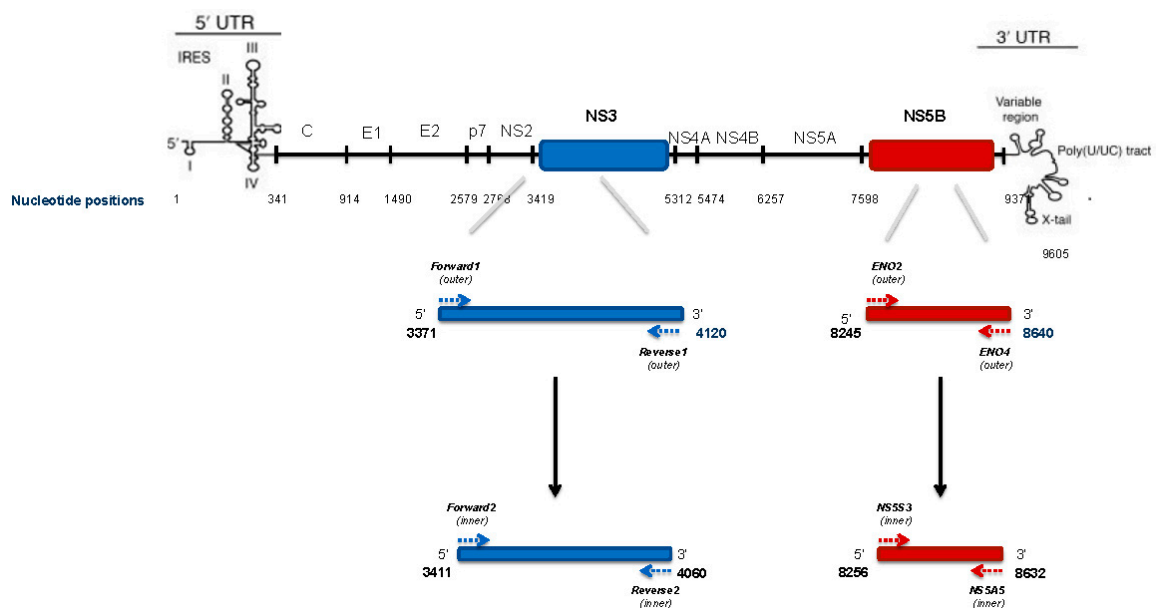 5′ UTR
3′ UTR
IRES
III
II
Variable
region
NS3
NS5B
C
E1
E2
p7
NS2
NS4A
NS4B
NS5A
5′
Poly(U/UC) tract
I
IV
X-tail
Nucleotide positions
1
341
914
1490
2579
3419
5312
5474
6257
7598
937
9605
Forward1
(outer)
ENO2
(outer)
5'
3'
5'
3'
3371
4120
8245
8640
Reverse1
(outer)
ENO4
(outer)
Forward2
(inner)
NS5S3
(inner)
5'
3'
5'
3'
3411
4060
8256
8632
Reverse2
(inner)
NS5A5
(inner)